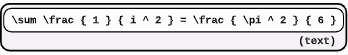 \sum \frac { 1 } { i ^ 2 } = \frac { \pi ^ 2 } { 6 }
(text)